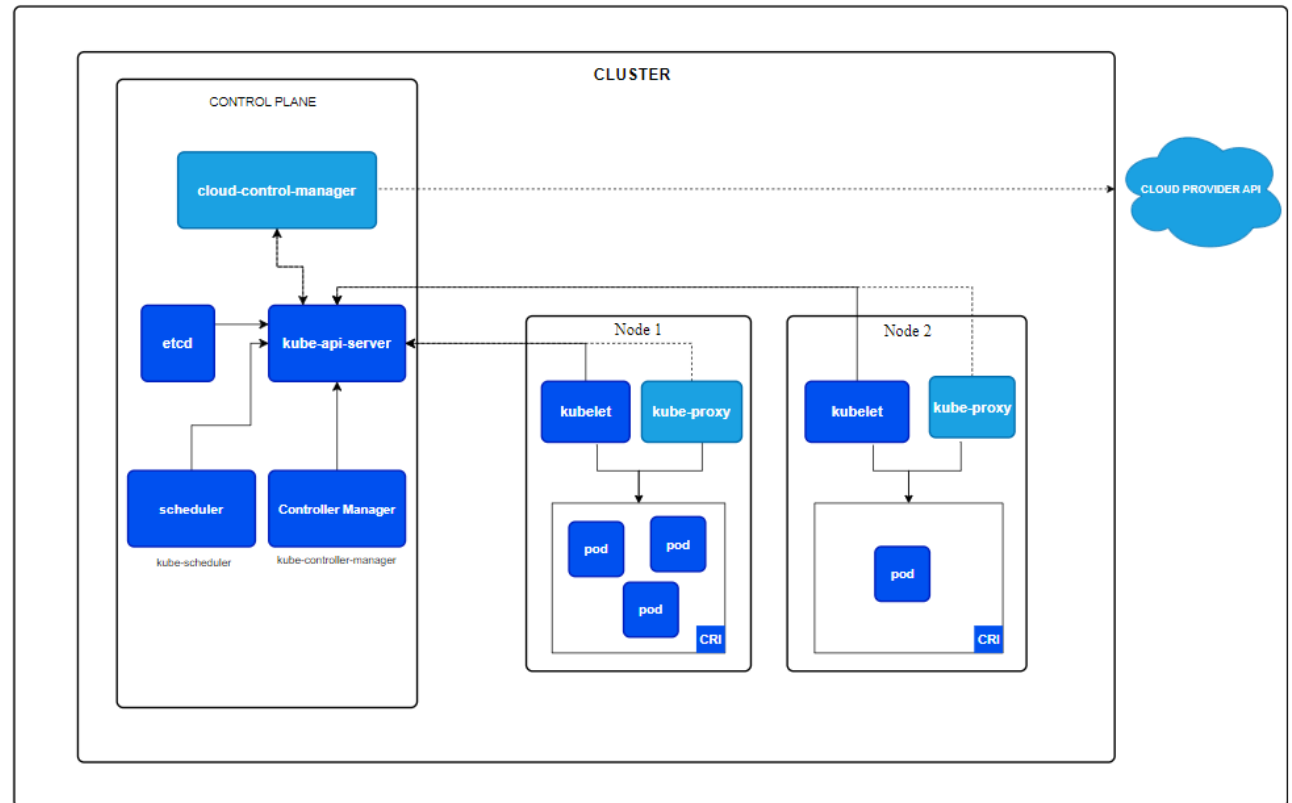 CLUSTER
CONTROL PLANE
cloud-control-manager
CLOUD PROVIDER API
etcd
kube-api-server
scheduler
kube-scheduler
Controller Manager
kube-controller-manager
Node 1
kubelet
kube-proxy
pod
pod
pod
CRI
Node 2
kubelet
kube-proxy
pod
CRI